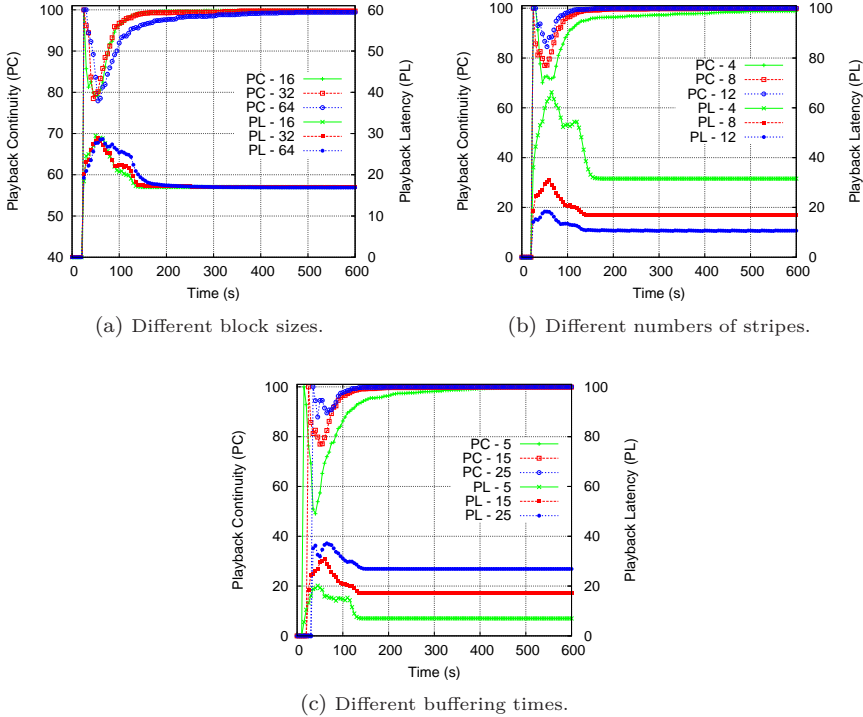 100
90
80
70
60
50
40
60
50
40
30
20
10
0
0 100 200 300 400 500 600
Playback Continuity (PC)
Playback Latency (PL)
Time (s)
PC - 16
PC - 32
PC - 64
PL - 16
PL - 32
PL - 64
(a) Different block sizes.
100
80
60
40
20
0
100
80
60
40
20
0
0 100 200 300 400 500 600
Playback Continuity (PC)
Playback Latency (PL)
Time (s)
PC - 4
PC - 8
PC - 12
PL - 4
PL - 8
PL - 12
(b) Different numbers of stripes.
100
80
60
40
20
0
100
80
60
40
20
0
0 100 200 300 400 500 600
Playback Continuity (PC)
Playback Latency (PL)
Time (s)
PC - 5
PC - 15
PC - 25
PL - 5
PL - 15
PL - 25
(c) Different buffering times.